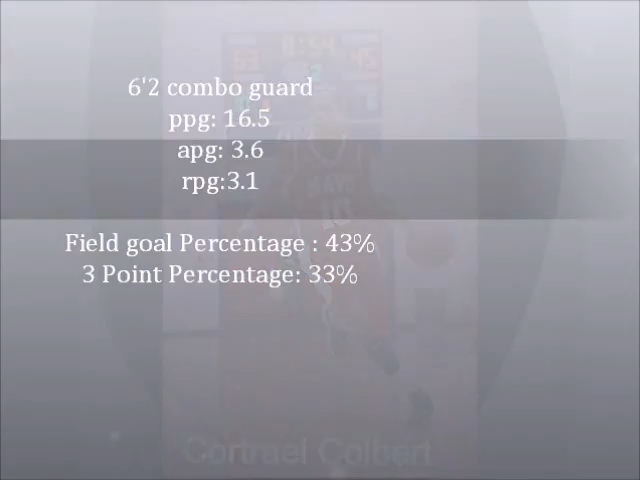 6'2 combo guard
ppg: 16.5
apg: 3.6
rpg:3.1
Field goal Percentage : 43%
3 Point Percentage: 33%
Cortrael Colbert